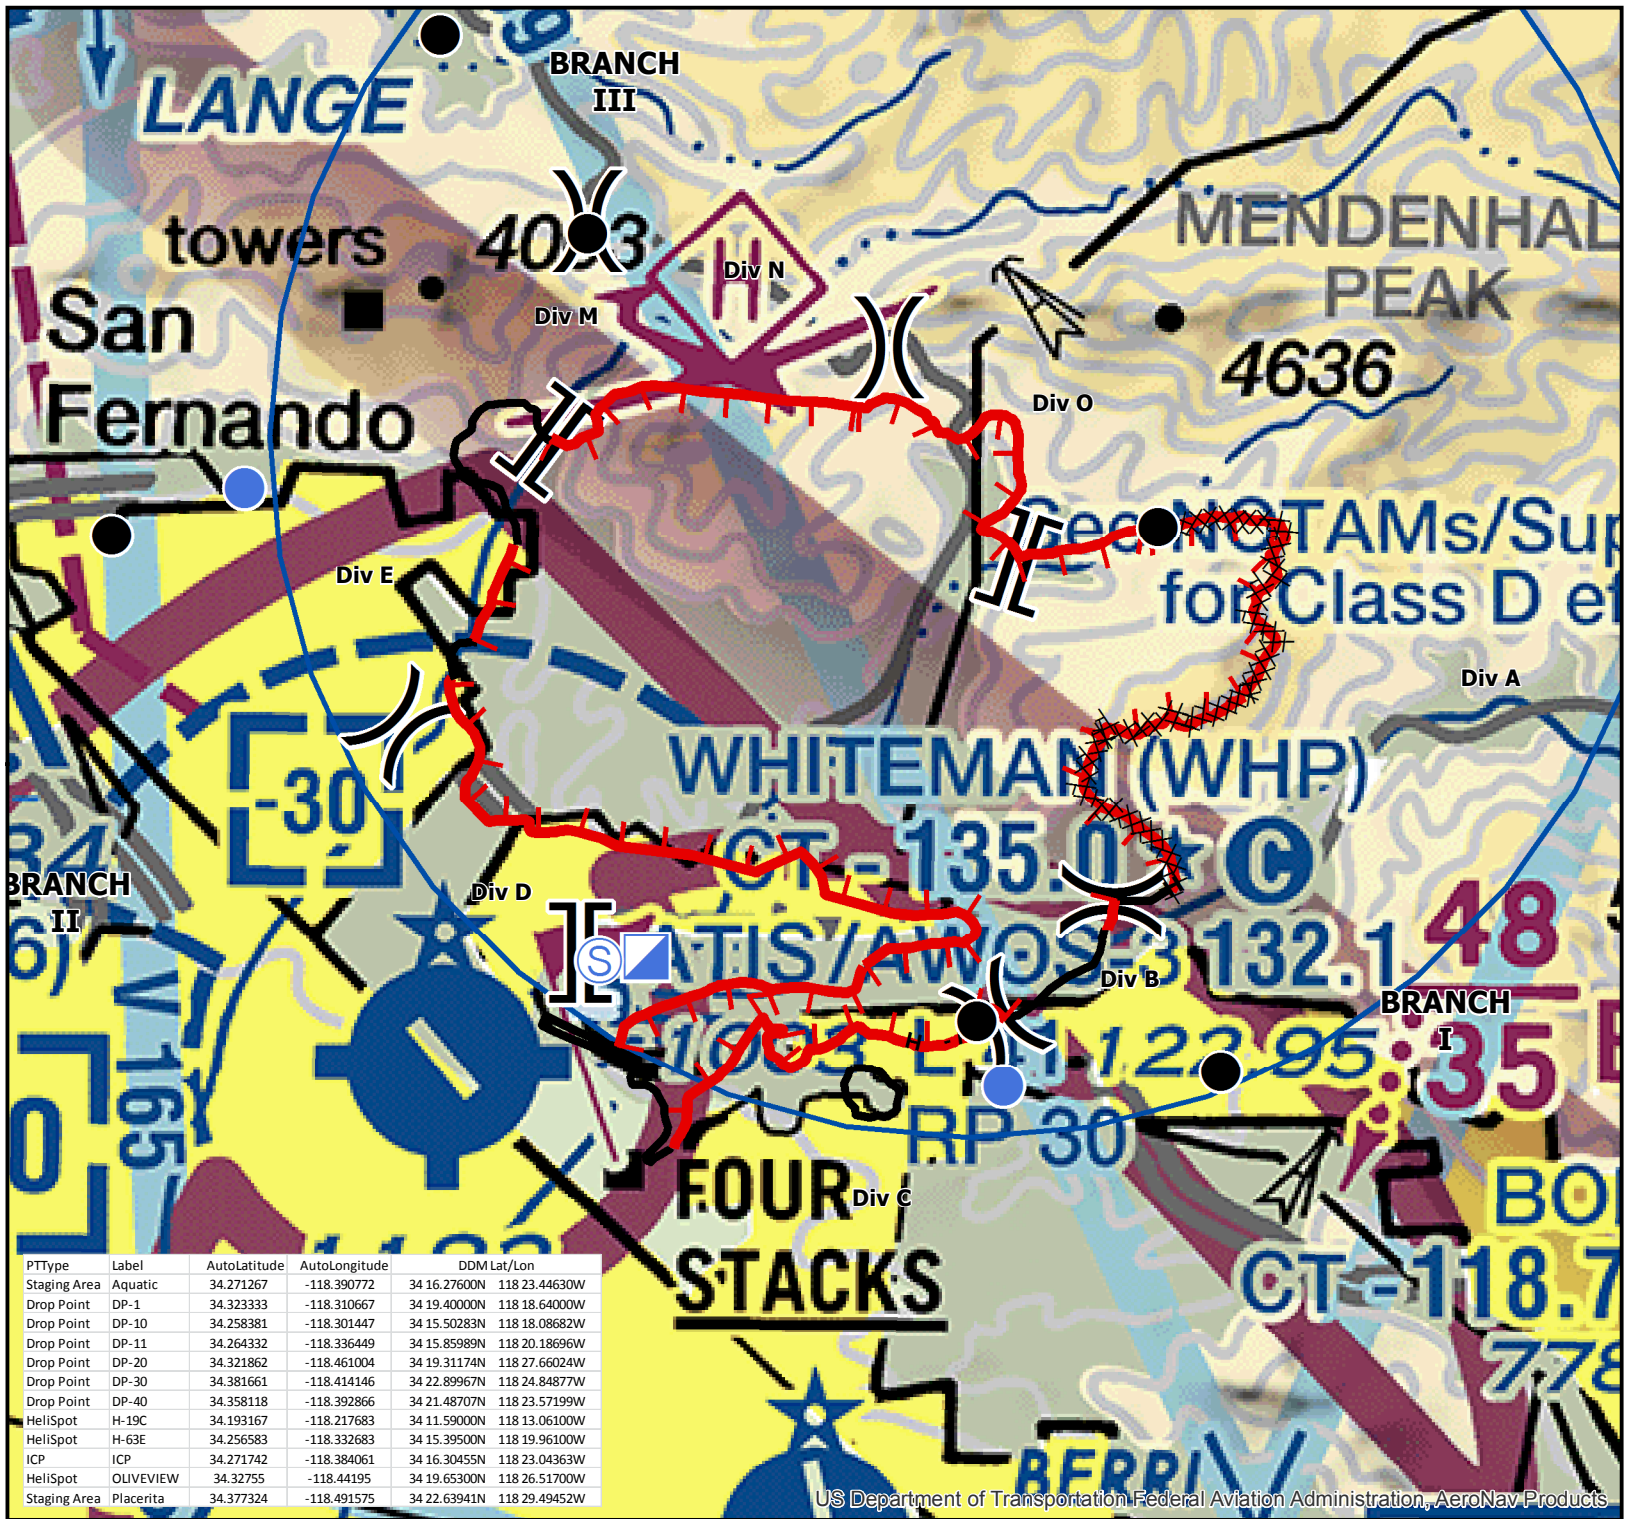 LANGE
BRANCH
III
towers
Div N
Div M
San
Fernando
MENDENHAL
PEAK
4636
Div O
Div E
See NOTAMs/Sup
for Class D ef
Div A
WHITEMAN (WHP)
-30
CT - 135.0
C
BRANCH
II
Div D
S
ATIS/AWOS-3 132.1
48
V 165
Div B
BRANCH
I
122.95
35
RP 30
FOUR
STACKS
Div C
BO
CT - 118.7
778
BERRI
PTType Label AutoLatitude AutoLongitude DDM Lat/Lon
Staging Area Aquatic 34.271267 -118.390772 34 16.27600N 118 23.44630W
Drop Point DP-1 34.323333 -118.310667 34 19.40000N 118 18.64000W
Drop Point DP-10 34.258381 -118.301447 34 15.50283N 118 18.08682W
Drop Point DP-11 34.264332 -118.336449 34 15.85989N 118 20.18696W
Drop Point DP-20 34.321862 -118.461004 34 19.31174N 118 27.66024W
Drop Point DP-30 34.381661 -118.414146 34 22.89967N 118 24.84877W
Drop Point DP-40 34.358118 -118.392866 34 21.48707N 118 23.57199W
HeliSpot H-19C 34.193167 -118.217683 34 11.59000N 118 13.06100W
HeliSpot H-63E 34.256583 -118.332683 34 15.39500N 118 19.96100W
ICP ICP 34.271742 -118.384061 34 16.30455N 118 23.04363W
HeliSpot OLIVEVIEW 34.32755 -118.44195 34 19.65300N 118 26.51700W
Staging Area Placerita 34.377324 -118.491575 34 22.63941N 118 29.49452W
US Department of Transportation Federal Aviation Administration, AeroNav Products